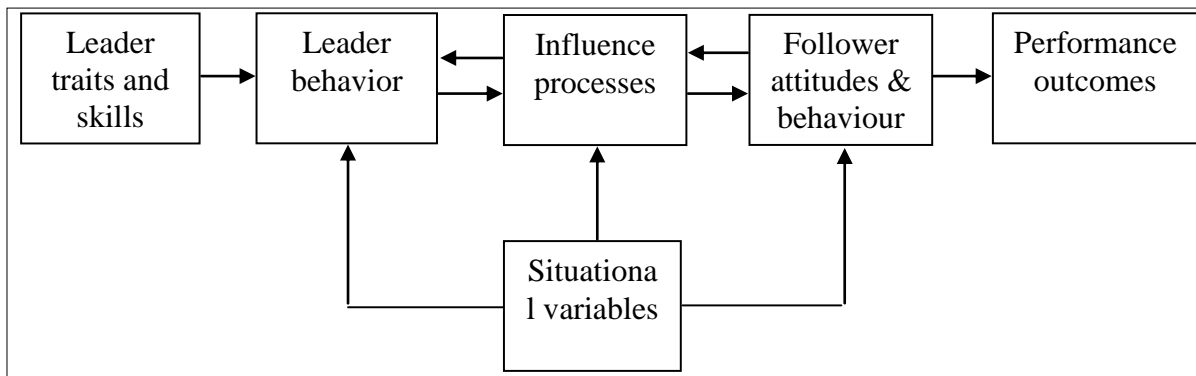 Leader
traits and
skills
Leader
behavior
Influence
processes
Follower
attitudes &
behaviour
Performance
outcomes
Situationa
l variables